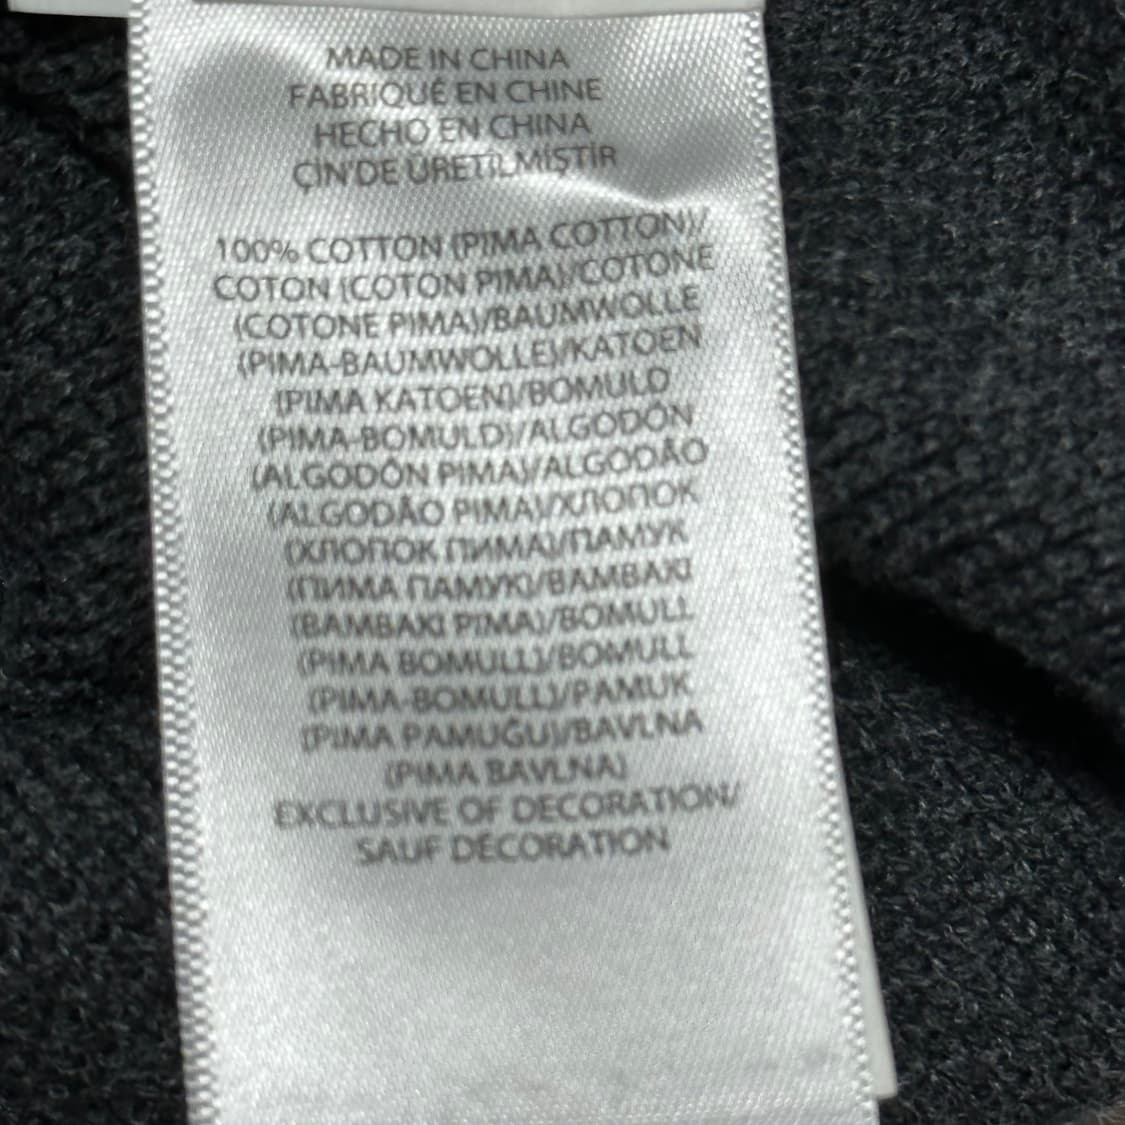 MADE IN CHINA
FABRIQUÉ EN CHINE
HECHO EN CHINA
ÇİN'DE ÜRETİLMİŞTİR
100% COTTON (PIMA COTTON)/
COTON (COTON PIMA)/COTONE
(COTONE PIMA)/BAUMWOLLE
(PIMA-BAUMWOLLE)/KATOEN
(PIMA KATOEN)/BOMULD
(PIMA-BOMULD)/ALGODÓN
(ALGODÓN PIMA)/ALGODÃO
(ALGODÃO PIMA)/ХЛОПОК
(ХЛОПОК ПИМА)/ПАМУК
(ПИМА ПАМУК)/ΒΑΜΒΑΚΙ
(ΒΑΜΒΑΚΙ PIMA)/BOMULL
(PIMA BOMULL)/BOMULL
(PIMA-BOMULL)/PAMUK
(PIMA PAMUĞU)/BAVLNA
(PIMA BAVLNA)
EXCLUSIVE OF DECORATION/
SAUF DÉCORATION